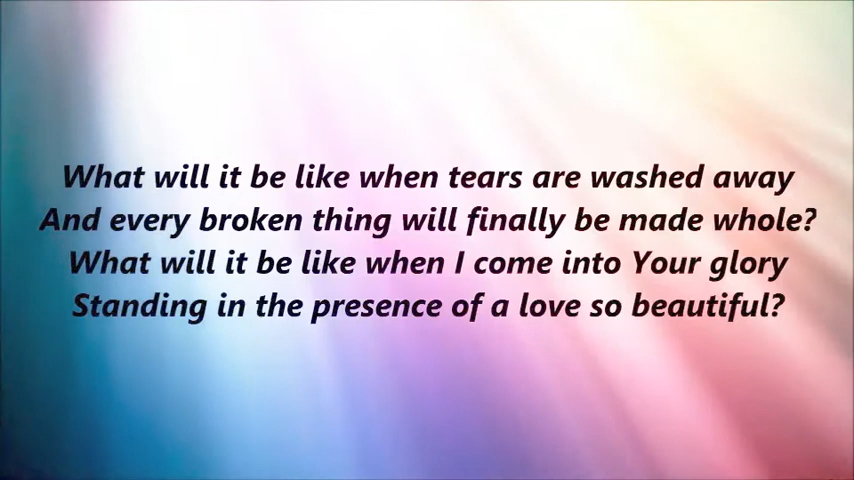 What will it be like when tears are washed away
And every broken thing will finally be made whole?
What will it be like when I come into Your glory
Standing in the presence of a love so beautiful?